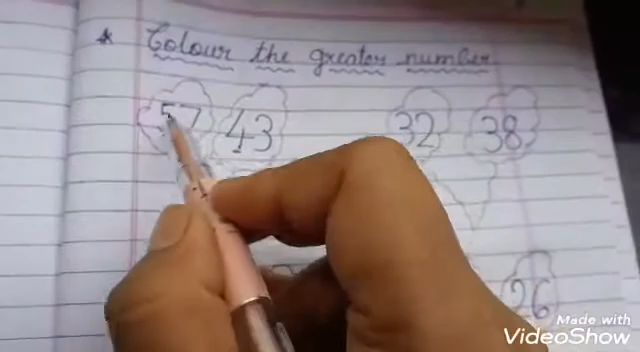 * Colour the greater number
57 43 32 38
26
Made with
VideoShow